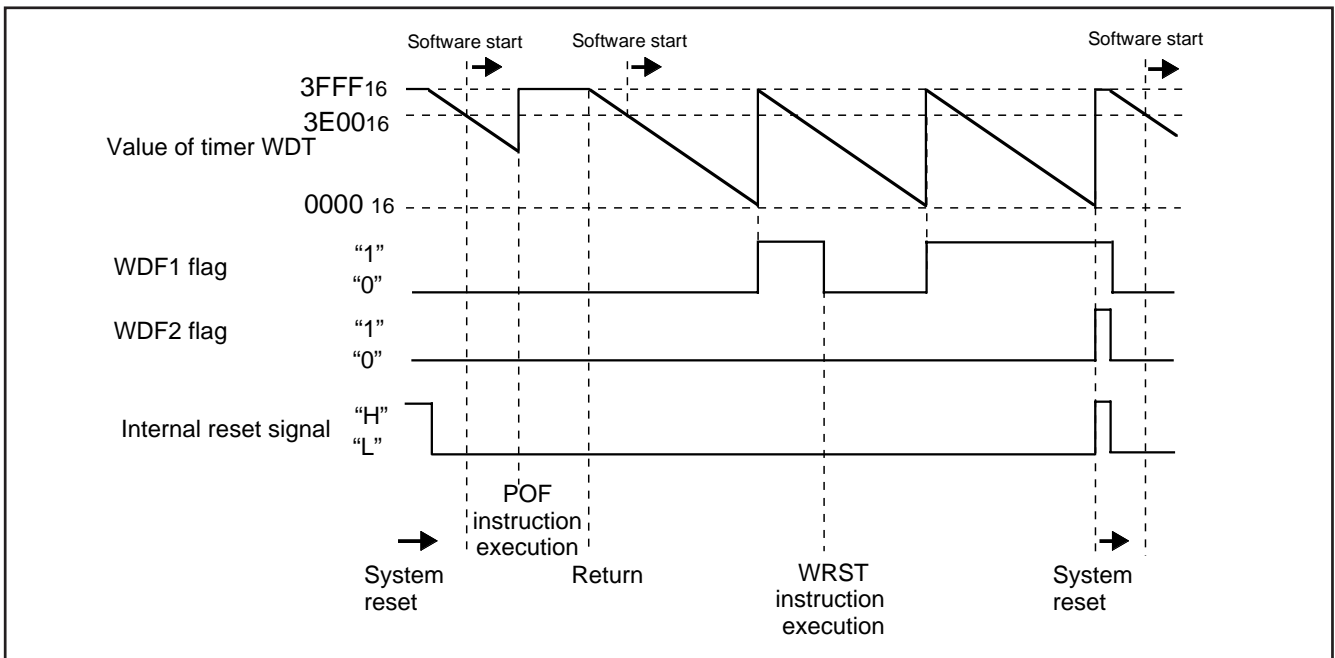 Software start
Software start
Software start
3FFF16
3E0016
Value of timer WDT
0000 16
WDF1 flag
“1”
“0”
WDF2 flag
“1”
“0”
Internal reset signal
“H”
“L”
POF
instruction
execution
System
reset
Return
WRST
instruction
execution
System
reset